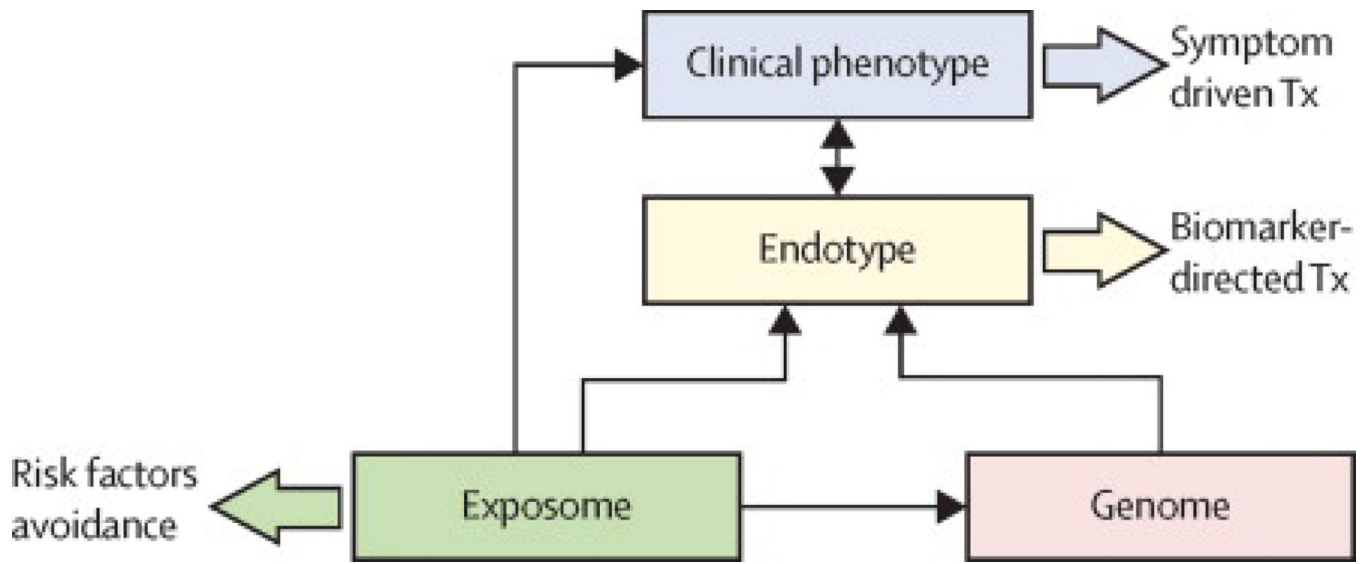 Clinical phenotype
Symptom
driven Tx
Endotype
Biomarker-
directed Tx
Risk factors
avoidance
Exposome
Genome